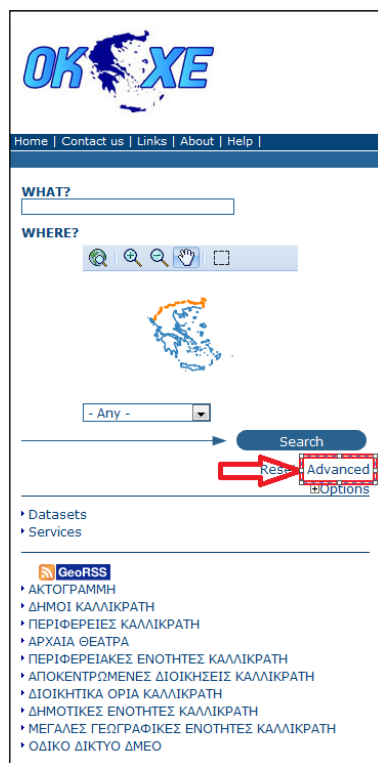 OK XE
Home | Contact us | Links | About | Help |
WHAT?
WHERE?
- Any -
Search
Reset Advanced
Options
Datasets
Services
GeoRSS
ΑΚΤΟΓΡΑΜΜΗ
ΔΗΜΟΙ ΚΑΛΛΙΚΡΑΤΗ
ΠΕΡΙΦΕΡΕΙΕΣ ΚΑΛΛΙΚΡΑΤΗ
ΑΡΧΑΙΑ ΘΕΑΤΡΑ
ΠΕΡΙΦΕΡΕΙΑΚΕΣ ΕΝΟΤΗΤΕΣ ΚΑΛΛΙΚΡΑΤΗ
ΑΠΟΚΕΝΤΡΩΜΕΝΕΣ ΔΙΟΙΚΗΣΕΙΣ ΚΑΛΛΙΚΡΑΤΗ
ΔΙΟΙΚΗΤΙΚΑ ΟΡΙΑ ΚΑΛΛΙΚΡΑΤΗ
ΔΗΜΟΤΙΚΕΣ ΕΝΟΤΗΤΕΣ ΚΑΛΛΙΚΡΑΤΗ
ΜΕΓΑΛΕΣ ΓΕΩΓΡΑΦΙΚΕΣ ΕΝΟΤΗΤΕΣ ΚΑΛΛΙΚΡΑΤΗ
ΟΔΙΚΟ ΔΙΚΤΥΟ ΔΜΕΟ